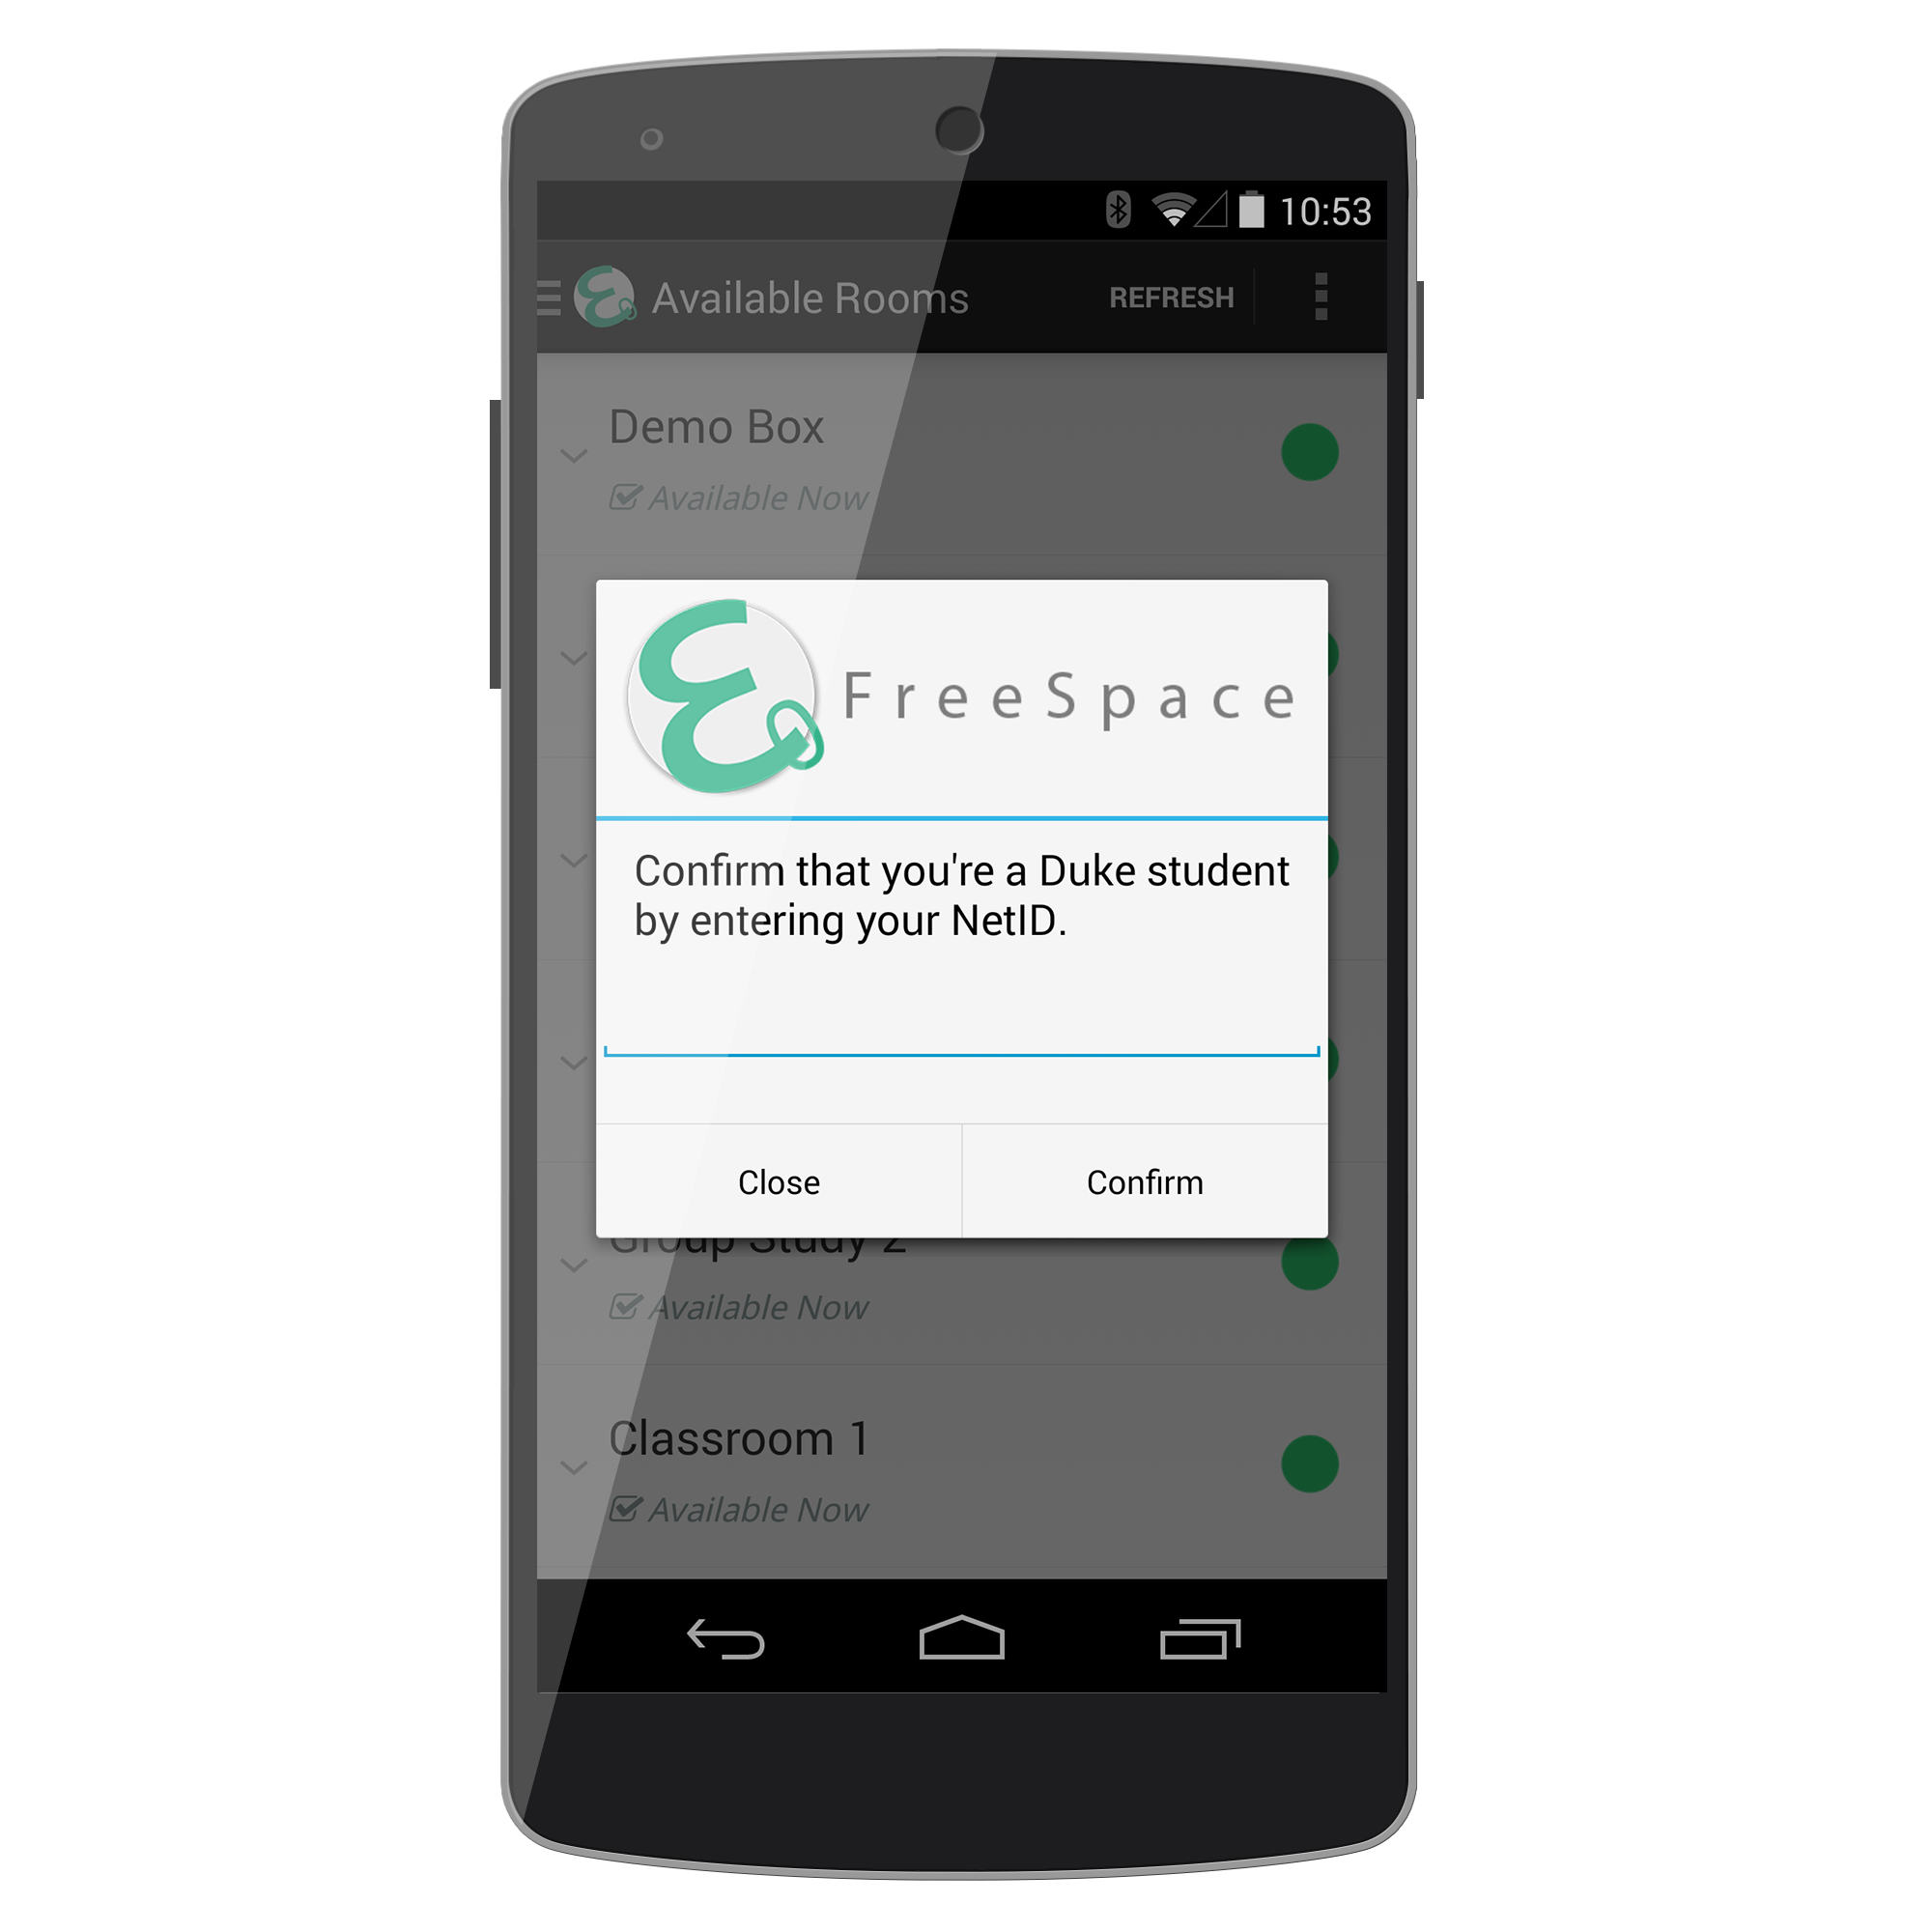 10:53
Available Rooms
REFRESH
Demo Box
Available Now
FreeSpace
Confirm that you're a Duke student
by entering your NetID.
Close
Confirm
Group Study 2
Available Now
Classroom 1
Available Now